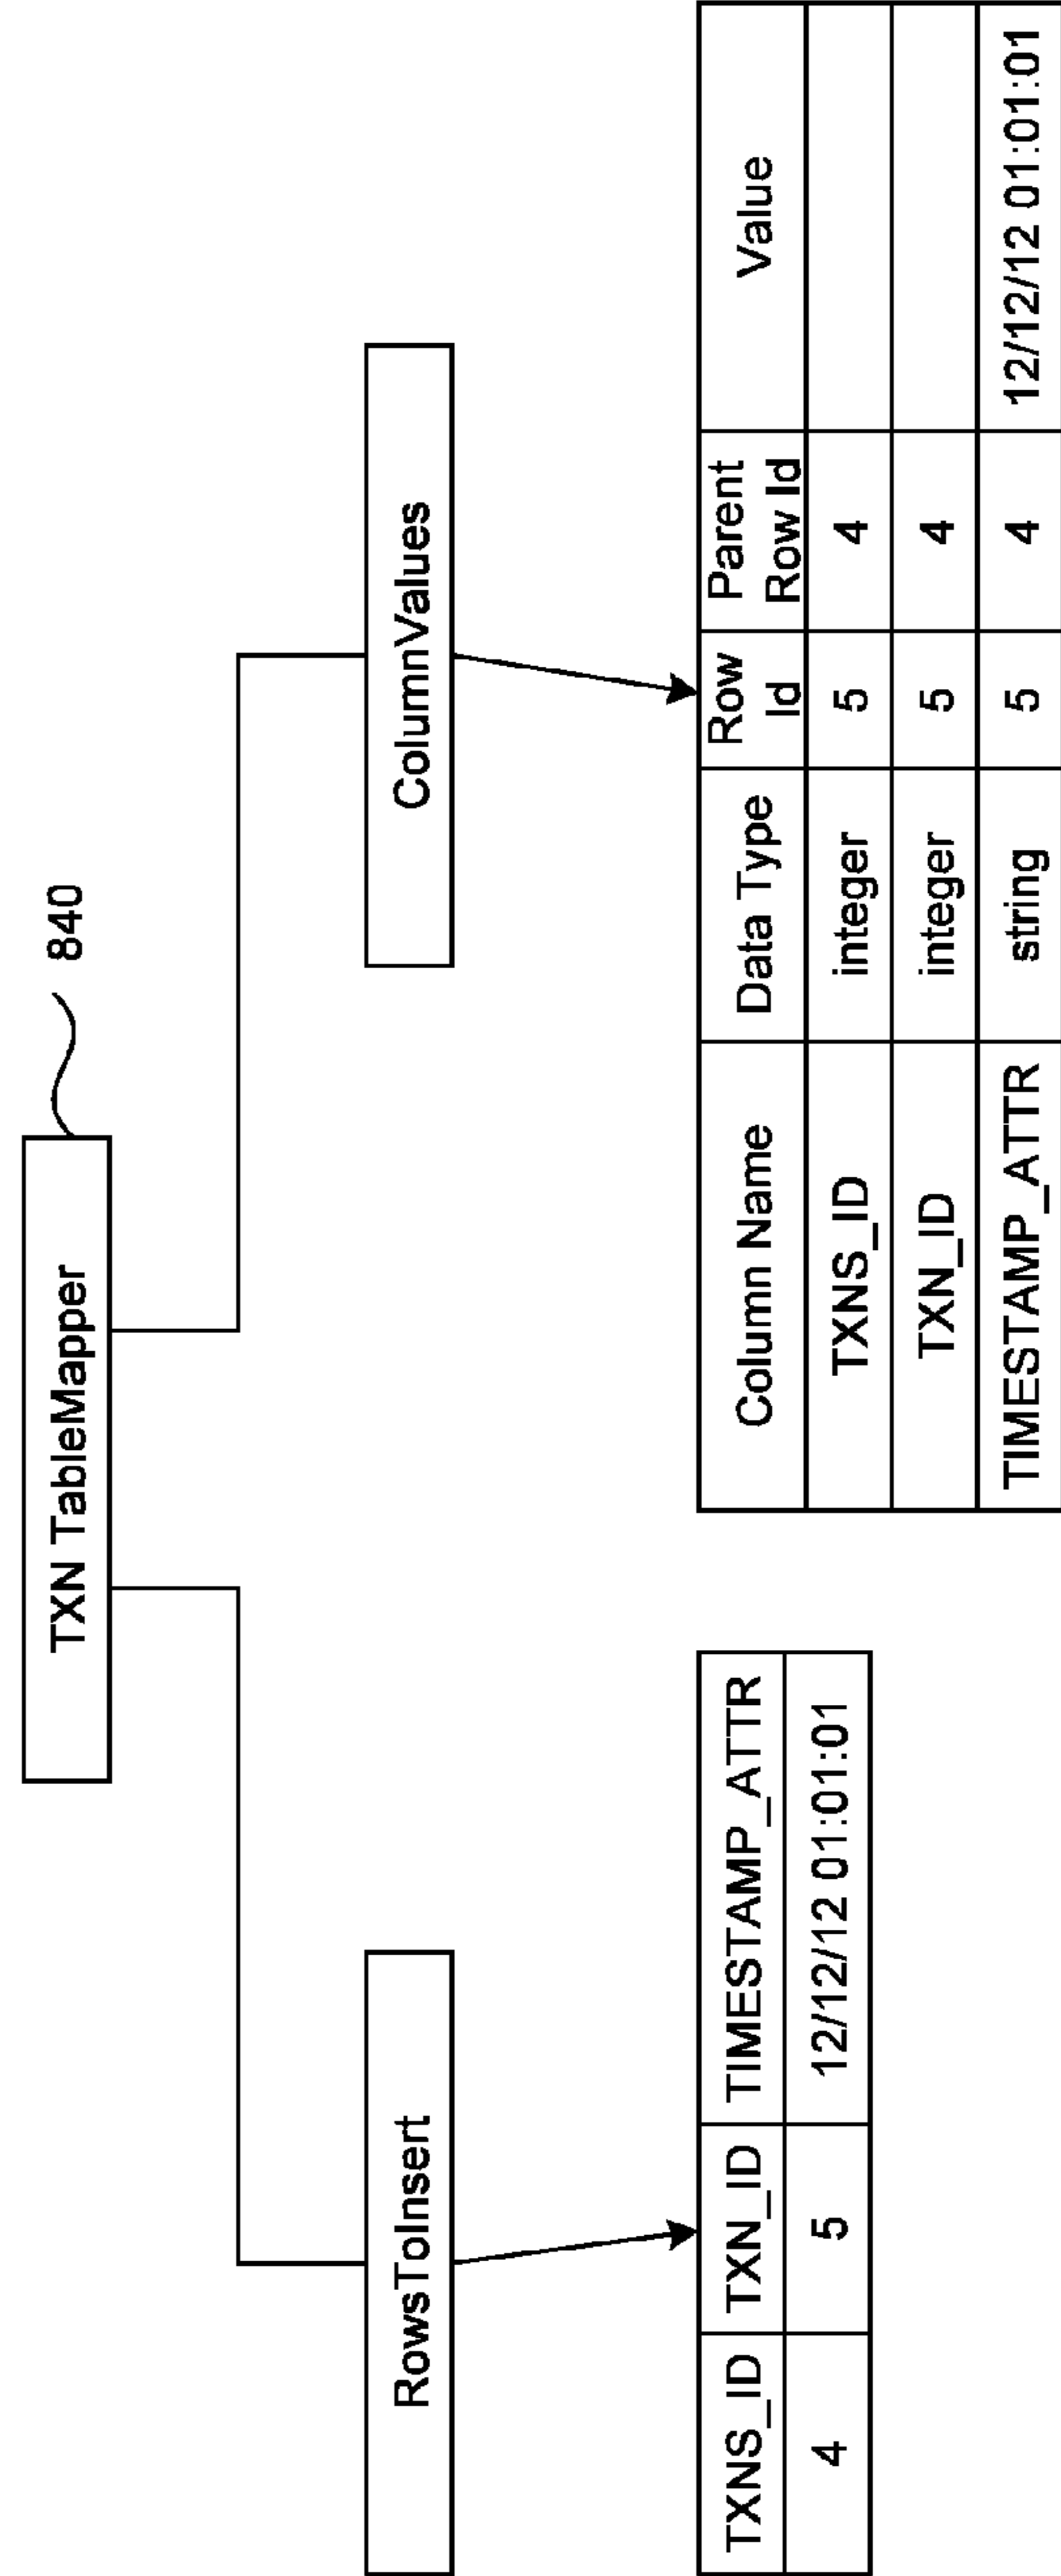 840
TXN TableMapper
RowsToInsert
ColumnValues
TXNS_ID TXN_ID TIMESTAMP_ATTR
4 5 12/12/12 01:01:01
Column Name Data Type Row Id Parent Row Id Value
TXNS_ID integer 5 4
TXN_ID integer 5 4
TIMESTAMP_ATTR string 5 4 12/12/12 01:01:01